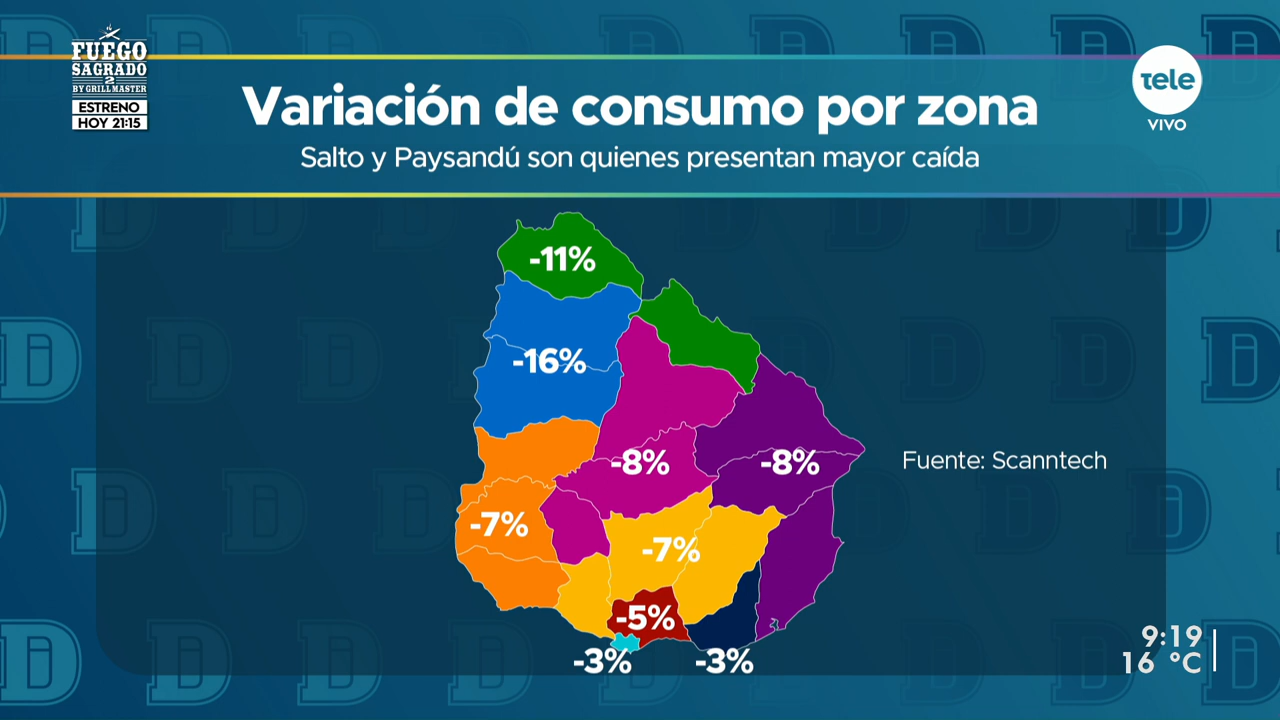 FUEGO
SAGRADO
2
BY GRILLMASTER
ESTRENO
HOY 21:15
Variación de consumo por zona
Salto y Paysandú son quienes presentan mayor caída
tele
VIVO
-11%
-16%
-8%
-8%
Fuente: Scanntech
-7%
-7%
-5%
-3%
-3%
9:19
16 °C